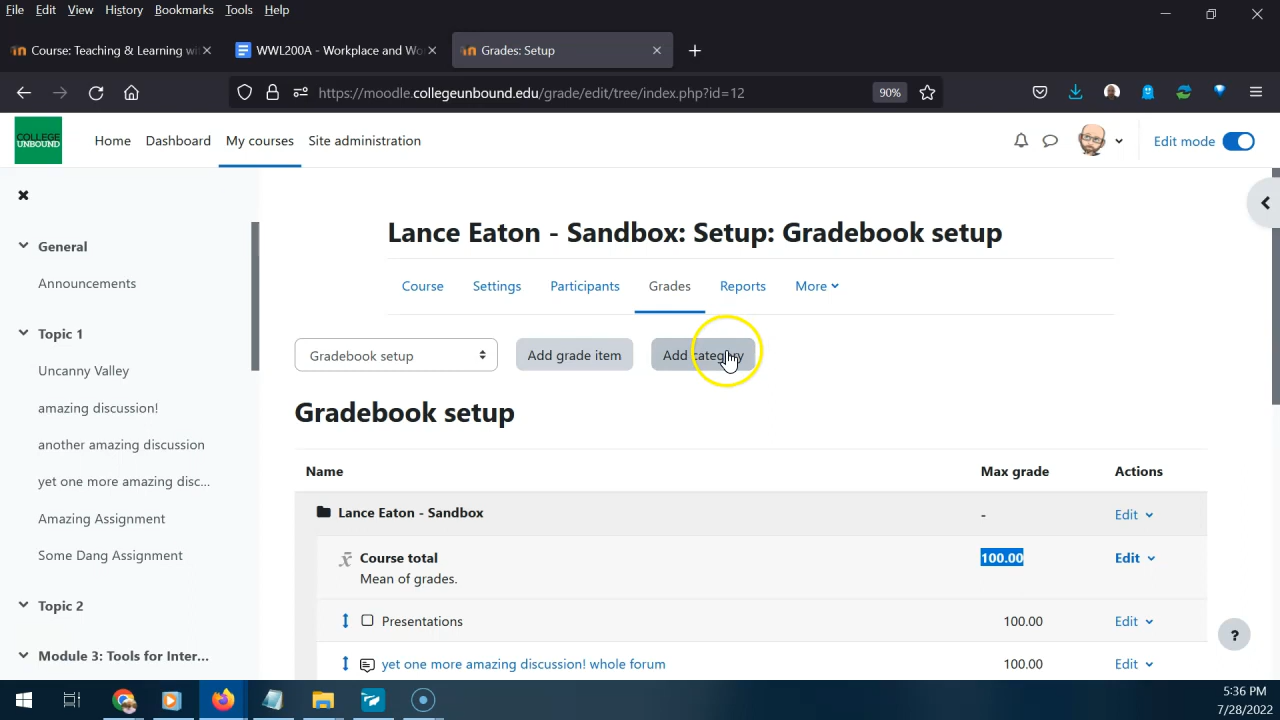 File Edit View History Bookmarks Tools Help
Course: Teaching & Learning wi
WWL200A - Workplace and Wo
Grades: Setup
https://moodle.collegeunbound.edu/grade/edit/tree/index.php?id=12
90%
COLLEGE
UNBOUND
Home Dashboard My courses Site administration
Edit mode
General
Announcements
Topic 1
Uncanny Valley
amazing discussion!
another amazing discussion
yet one more amazing disc...
Amazing Assignment
Some Dang Assignment
Topic 2
Module 3: Tools for Inter...
Lance Eaton - Sandbox: Setup: Gradebook setup
Course Settings Participants Grades Reports More
Gradebook setup Add grade item Add category
Gradebook setup
Name Max grade Actions
Lance Eaton - Sandbox - Edit
Course total 100.00 Edit
Mean of grades.
Presentations 100.00 Edit
yet one more amazing discussion! whole forum 100.00 Edit
?
5:36 PM
7/28/2022